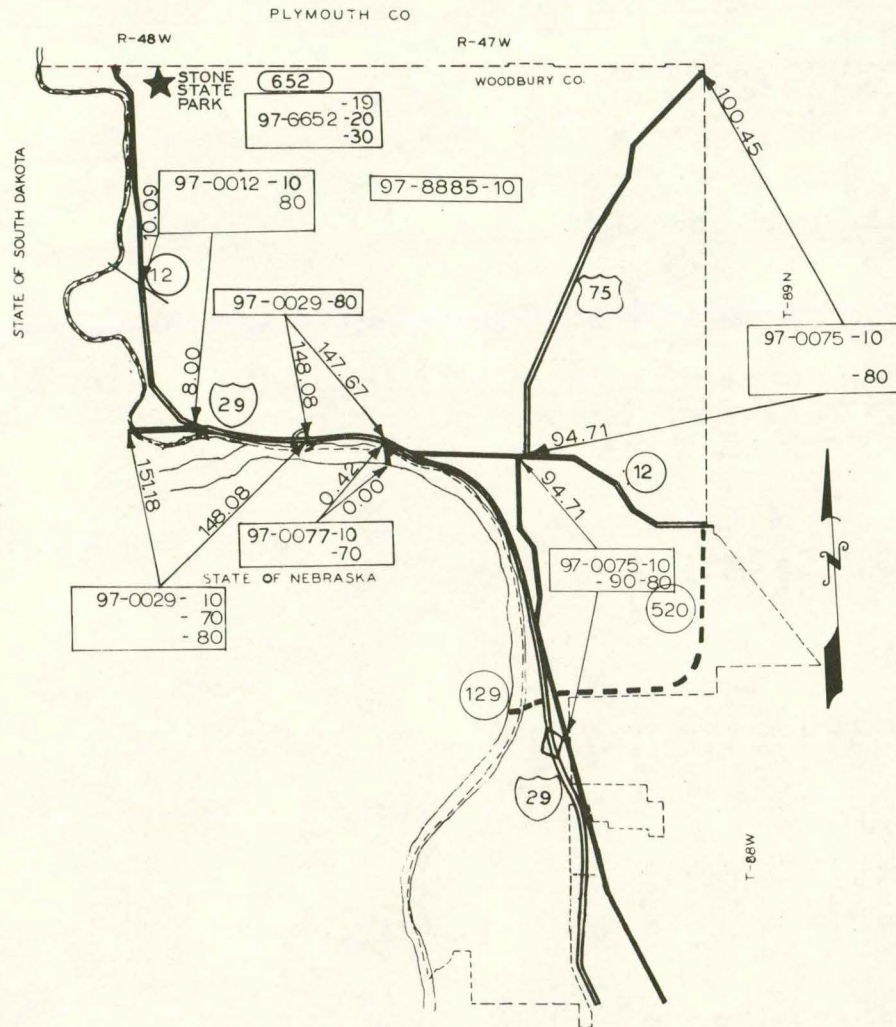 PLYMOUTH CO
R-48W
R-47W
STONE
STATE
PARK
652
WOODBURY CO.
-19
97-6652 -20
-30
100.45
STATE OF SOUTH DAKOTA
97-0012 -10
80
97-8885-10
10.09
12
75
T-89N
97-0029-80
97-0075 -10
-80
8.00
29
148.08
147.67
94.71
12
94.71
151.18
148.08
0.42
0.00
97-0077-10
-70
STATE OF NEBRASKA
97-0075-10
-90-80
97-0029- 10
- 70
- 80
520
N
129
29
T-88W